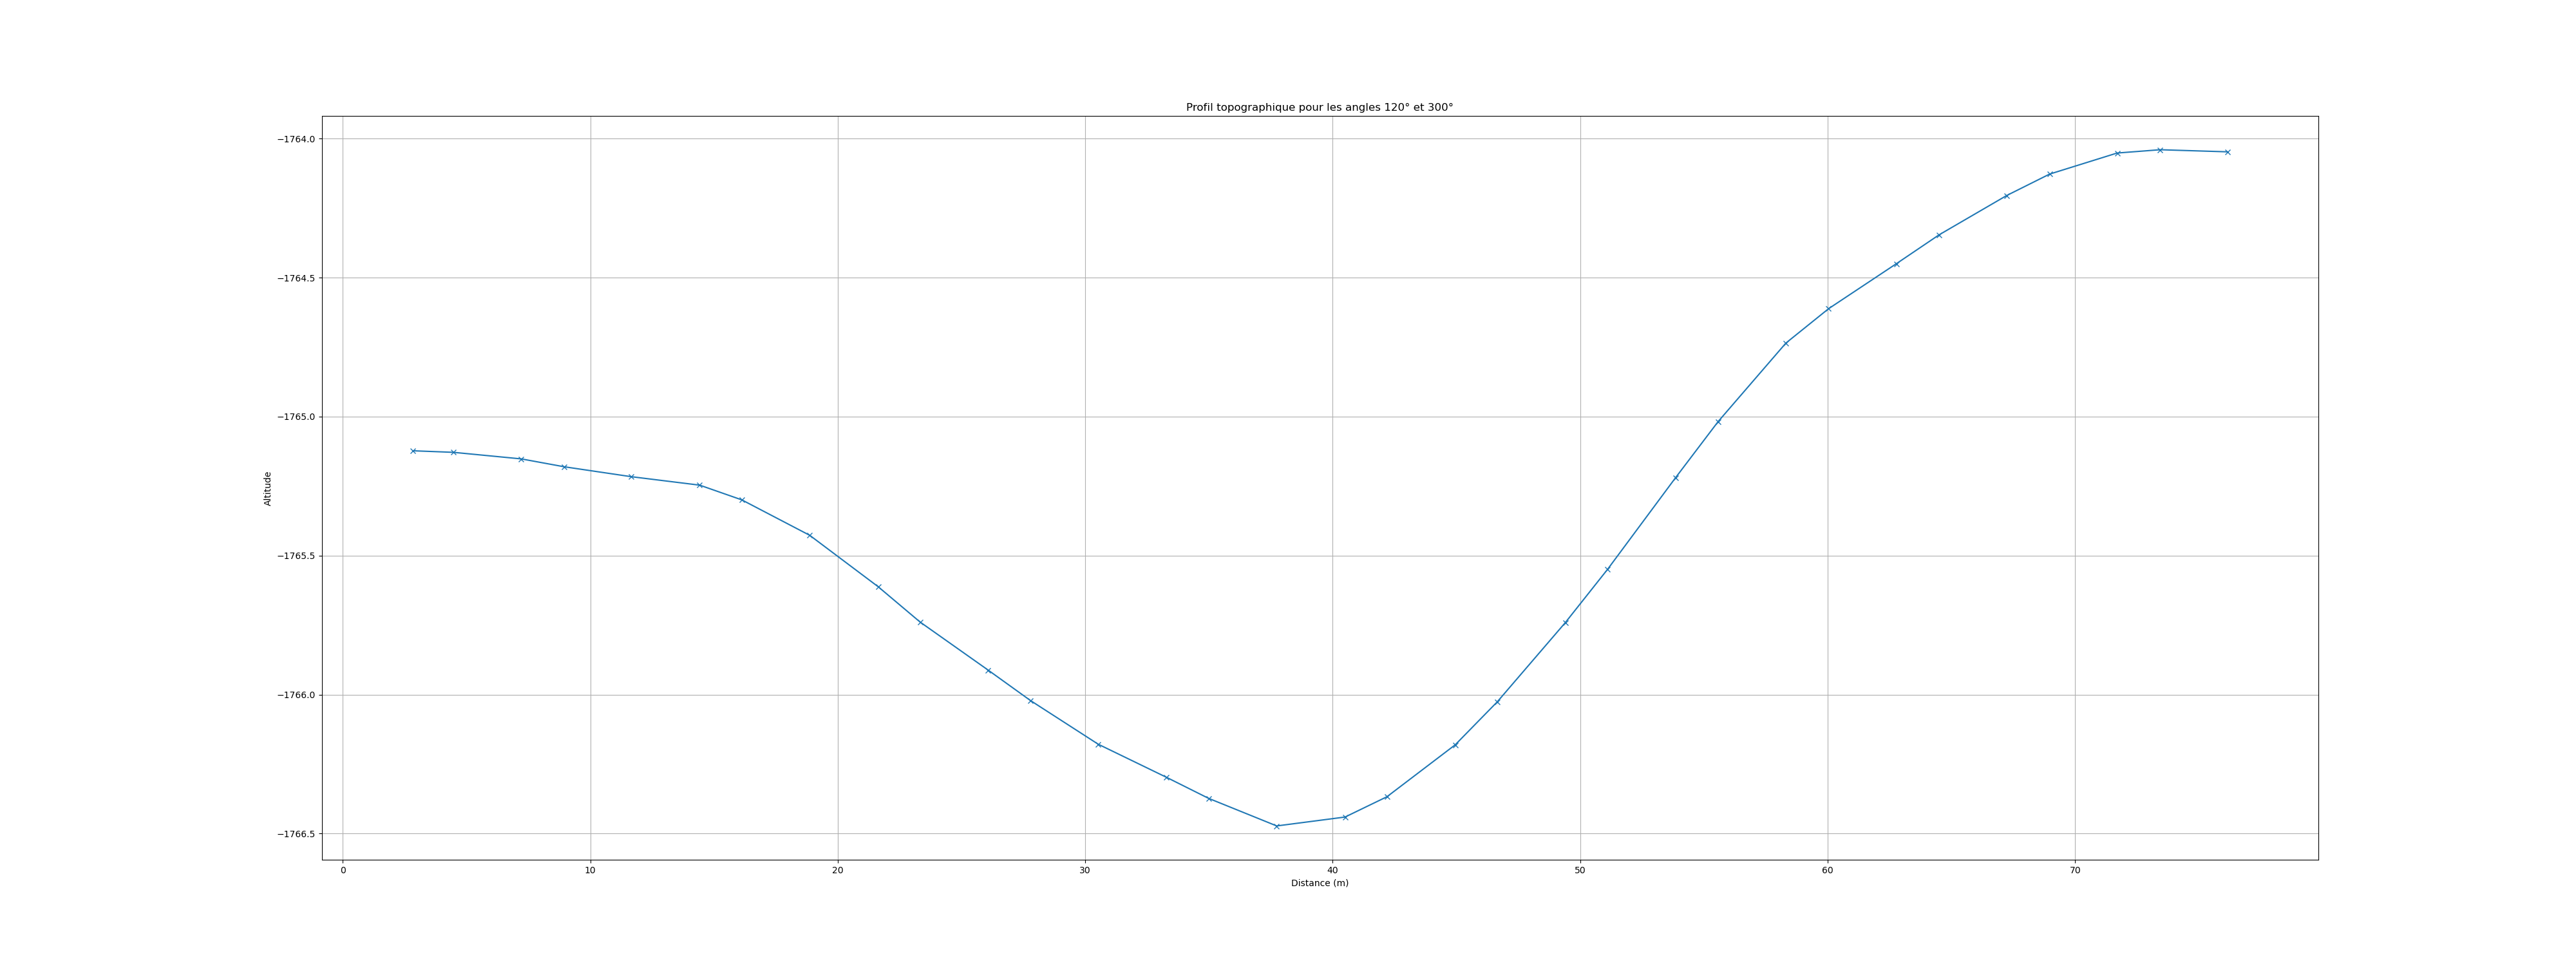 Profil topographique pour les angles 120° et 300°
Altitude
−1764.0
−1764.5
−1765.0
−1765.5
−1766.0
−1766.5
0 10 20 30 40 50 60 70
Distance (m)